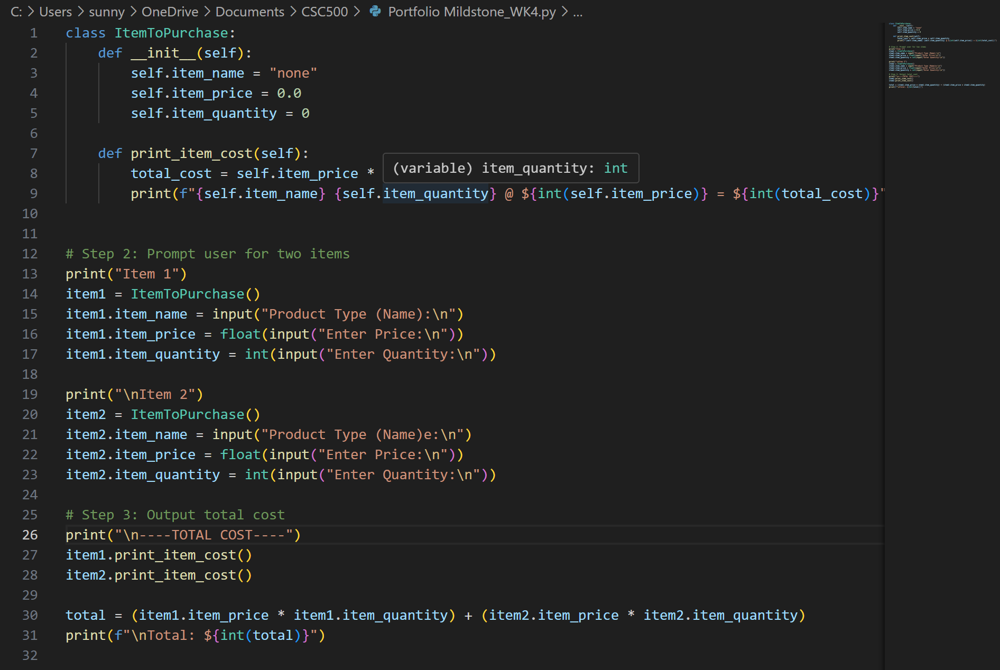 C: > Users > sunny > OneDrive > Documents > CSC500 > Portfolio Mildstone_WK4.py > ...
1 class ItemToPurchase:
2     def __init__(self):
3         self.item_name = "none"
4         self.item_price = 0.0
5         self.item_quantity = 0
6
7     def print_item_cost(self):
(variable) item_quantity: int
8         total_cost = self.item_price *
9         print(f"{self.item_name} {self.item_quantity} @ ${int(self.item_price)} = ${int(total_cost)}"
10
11
12 # Step 2: Prompt user for two items
13 print("Item 1")
14 item1 = ItemToPurchase()
15 item1.item_name = input("Product Type (Name):\n")
16 item1.item_price = float(input("Enter Price:\n"))
17 item1.item_quantity = int(input("Enter Quantity:\n"))
18
19 print("\nItem 2")
20 item2 = ItemToPurchase()
21 item2.item_name = input("Product Type (Name)e:\n")
22 item2.item_price = float(input("Enter Price:\n"))
23 item2.item_quantity = int(input("Enter Quantity:\n"))
24
25 # Step 3: Output total cost
26 print("\n----TOTAL COST----")
27 item1.print_item_cost()
28 item2.print_item_cost()
29
30 total = (item1.item_price * item1.item_quantity) + (item2.item_price * item2.item_quantity)
31 print(f"\nTotal: ${int(total)}")
32